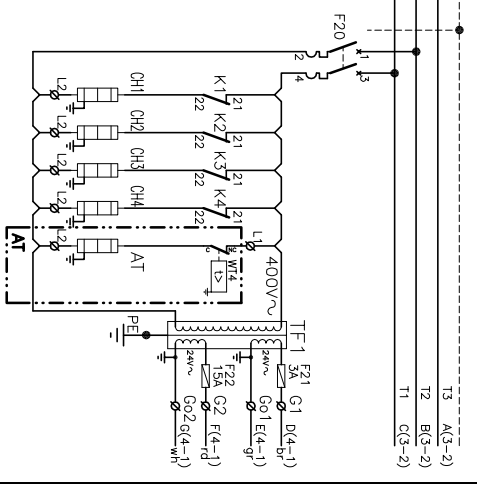 F20
2
1
4
3
L2
CH1
K1
22
21
L2
CH2
K2
22
21
L2
CH3
K3
22
21
L2
CH4
K4
22
21
AT
L2
AT
C
NC
L1
WT4
t>
400V~
PE
TF1
24V~
24V~
F22
15A
F21
3A
Go2
G2
Go1
G1
G(4-1)
F(4-1)
E(4-1)
D(4-1)
wh
rd
gr
br
T1
T2
T3
C(3-2)
B(3-2)
A(3-2)